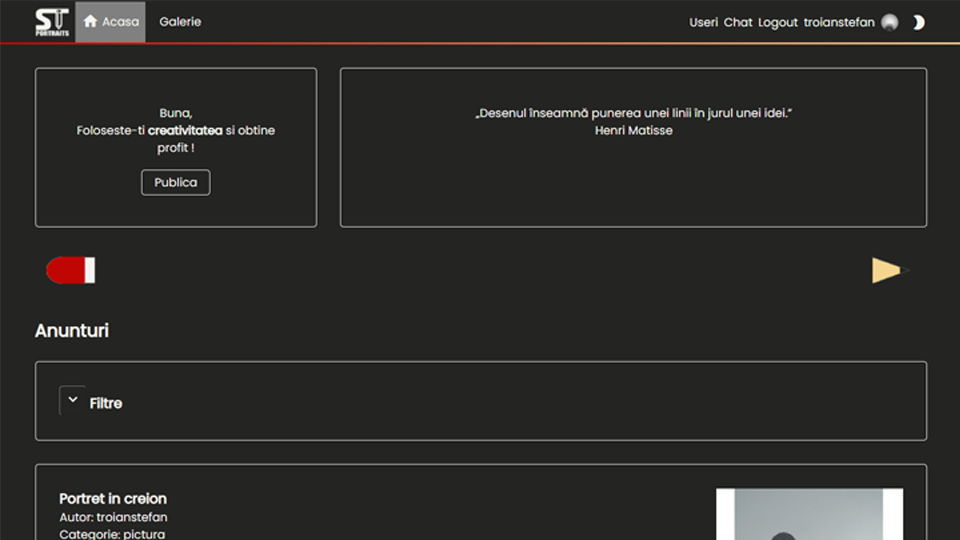 ST
PORTRAITS
Acasa
Galerie
Useri
Chat
Logout
troianstefan
Buna,
Foloseste-ti creativitatea si obtine
profit !
Publica
„Desenul înseamnă punerea unei linii în jurul unei idei.”
Henri Matisse
Anunturi
Filtre
Portret in creion
Autor: troianstefan
Categorie: pictura